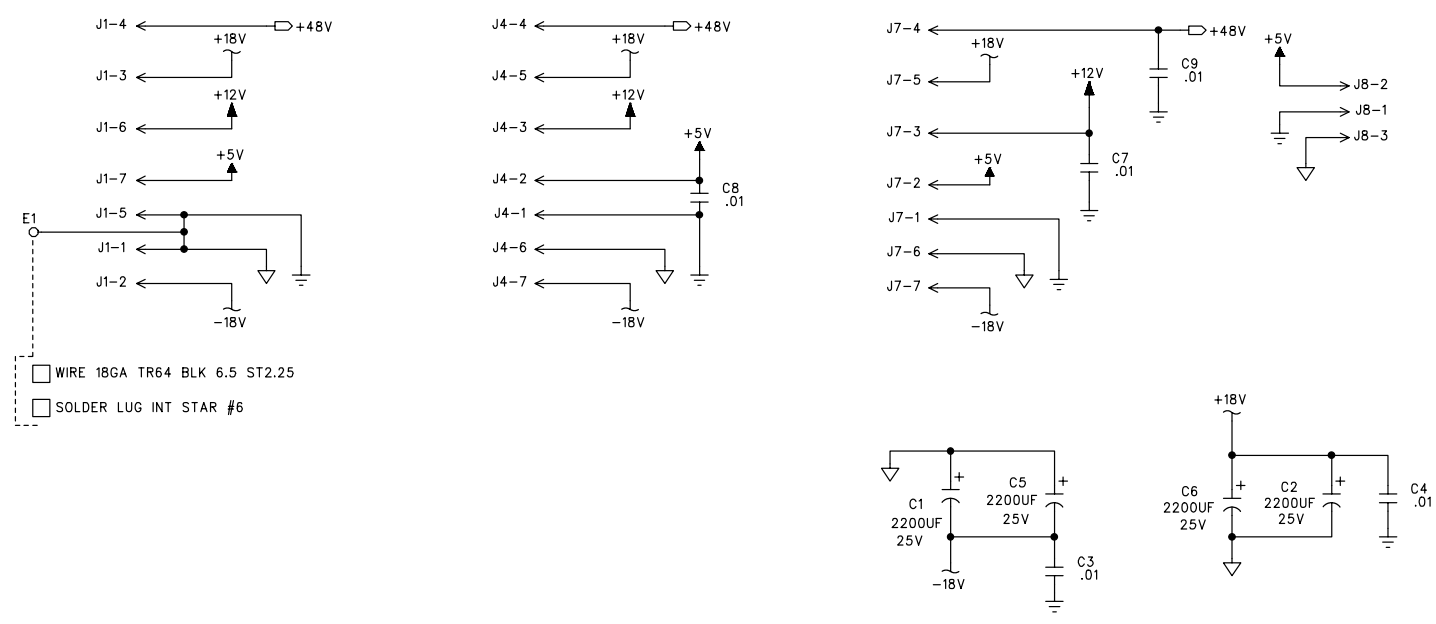 J1-4
+48V
+18V
J1-3
+12V
J1-6
+5V
J1-7
J1-5
E1
J1-1
J1-2
-18V
WIRE 18GA TR64 BLK 6.5 ST2.25
SOLDER LUG INT STAR #6
J4-4
+48V
+18V
J4-5
+12V
J4-3
+5V
J4-2
C8
.01
J4-1
J4-6
J4-7
-18V
J7-4
+48V
+18V
C9
.01
J7-5
+12V
J7-3
C7
.01
+5V
J7-2
J7-1
J7-6
J7-7
-18V
+5V
J8-2
J8-1
J8-3
+
C1
2200UF
25V
+
C5
2200UF
25V
-18V
C3
.01
+18V
+
C6
2200UF
25V
+
C2
2200UF
25V
C4
.01